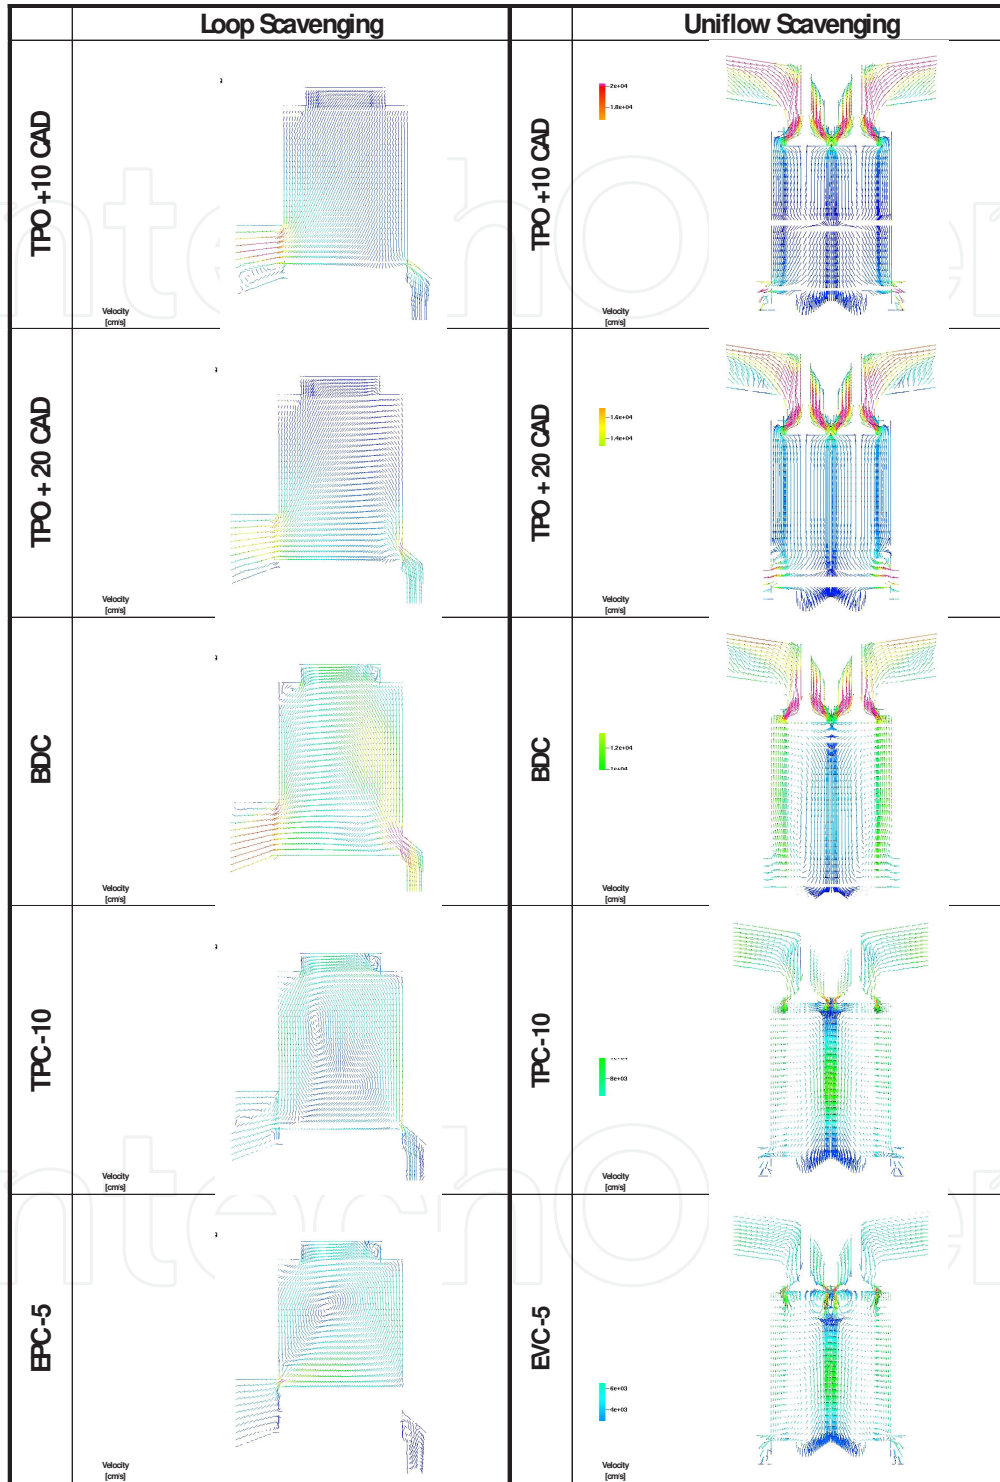 Loop Scavenging
Uniflow Scavenging
TPO +10 CAD
Velocity
[cm/s]
TPO +10 CAD
2e+04
1.8e+04
Velocity
[cm/s]
TPO + 20 CAD
Velocity
[cm/s]
TPO + 20 CAD
1.6e+04
1.4e+04
Velocity
[cm/s]
BDC
Velocity
[cm/s]
BDC
1.2e+04
1e+04
Velocity
[cm/s]
TPC-10
Velocity
[cm/s]
TPC-10
8e+03
Velocity
[cm/s]
EPC-5
Velocity
[cm/s]
EVC-5
6e+03
4e+03
Velocity
[cm/s]